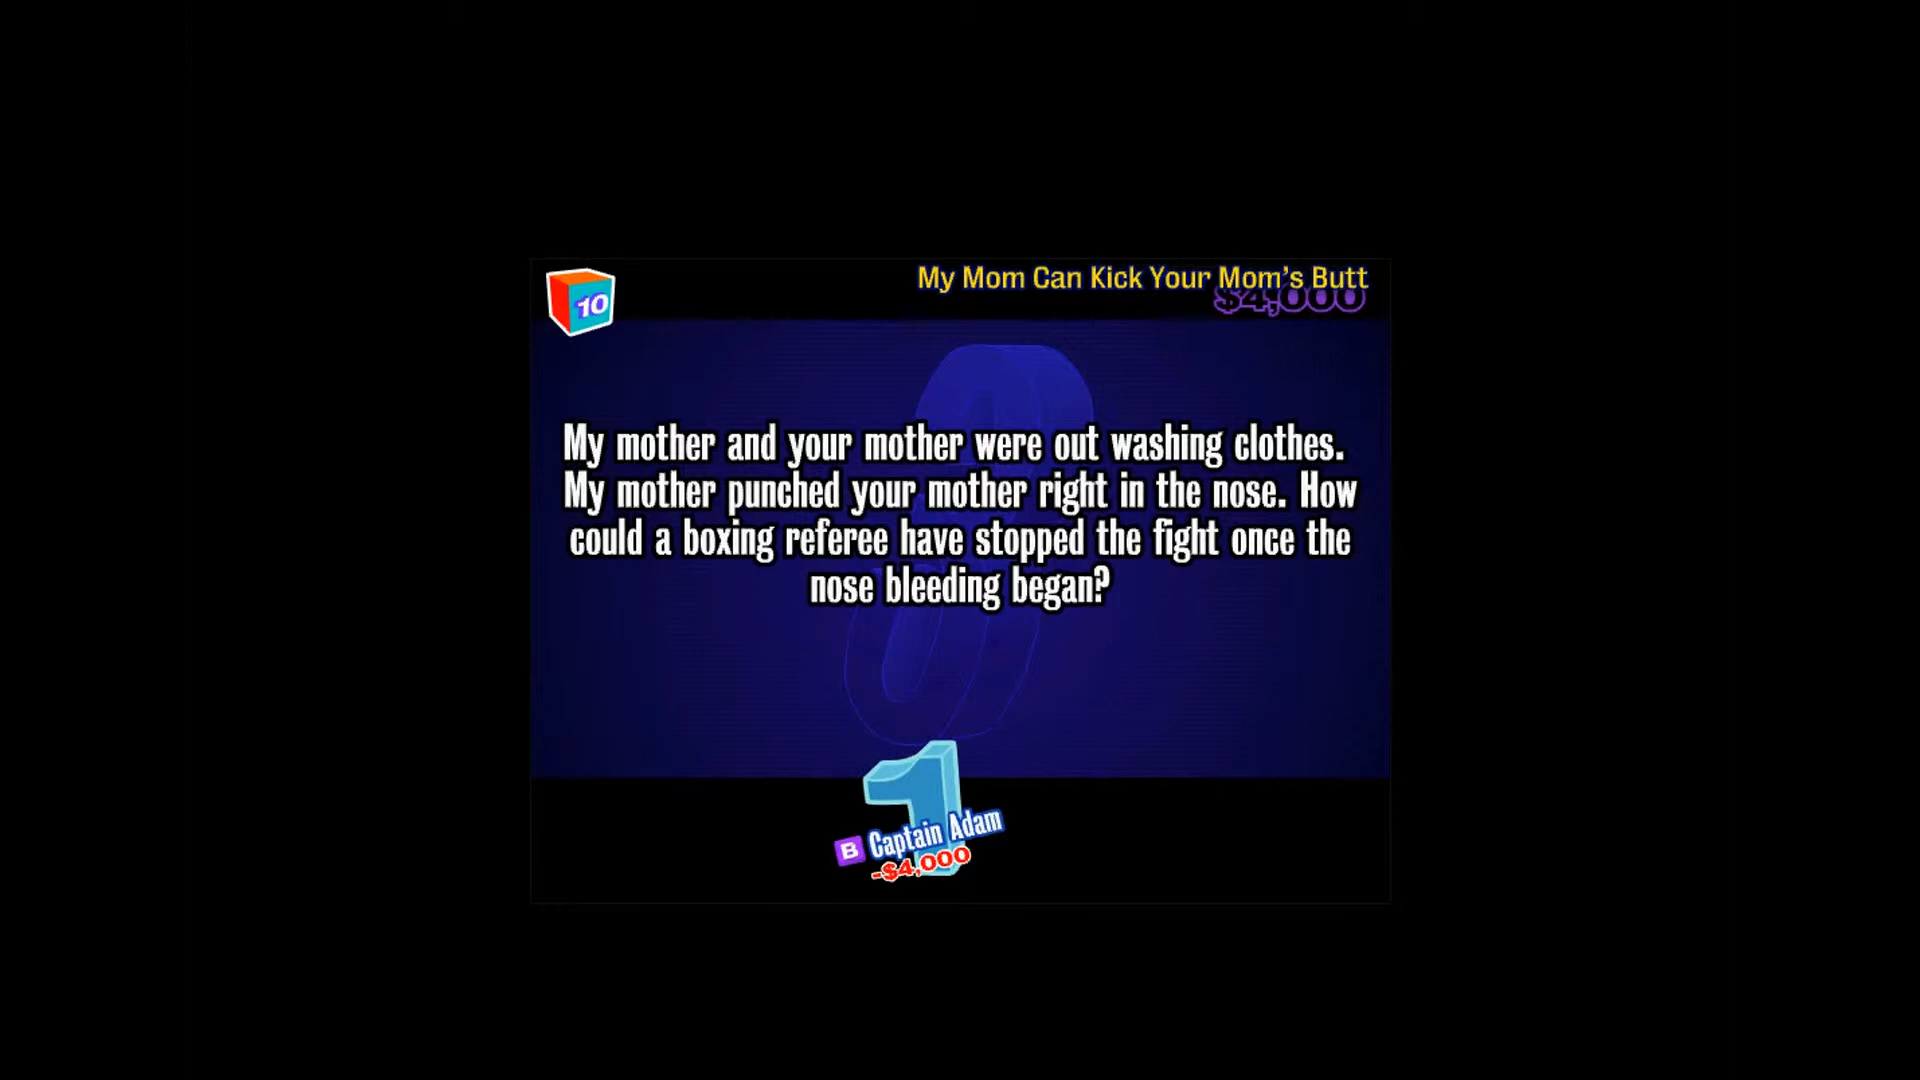 10
My Mom Can Kick Your Mom's Butt
$4,000
My mother and your mother were out washing clothes.
My mother punched your mother right in the nose. How
could a boxing referee have stopped the fight once the
nose bleeding began?
1
B Captain Adam
-$4,000